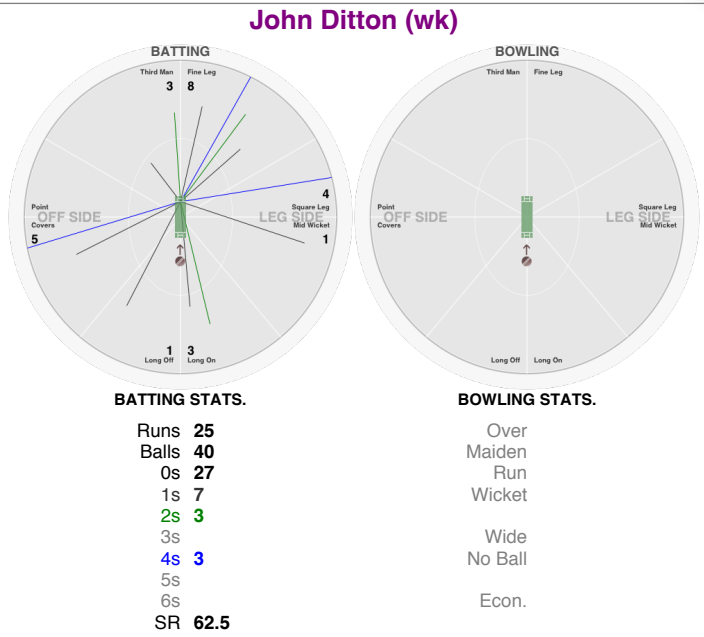 John Ditton (wk)
BATTING
BOWLING
Third Man
Fine Leg
3
8
Third Man
Fine Leg
4
Point
Covers
OFF SIDE
5
Square Leg
Mid Wicket
LEG SIDE
1
Point
Covers
OFF SIDE
Square Leg
Mid Wicket
LEG SIDE
1
3
Long Off
Long On
Long Off
Long On
BATTING STATS.
BOWLING STATS.
Runs 25
Balls 40
0s 27
1s 7
2s 3
3s
4s 3
5s
6s
SR 62.5
Over
Maiden
Run
Wicket
Wide
No Ball
Econ.